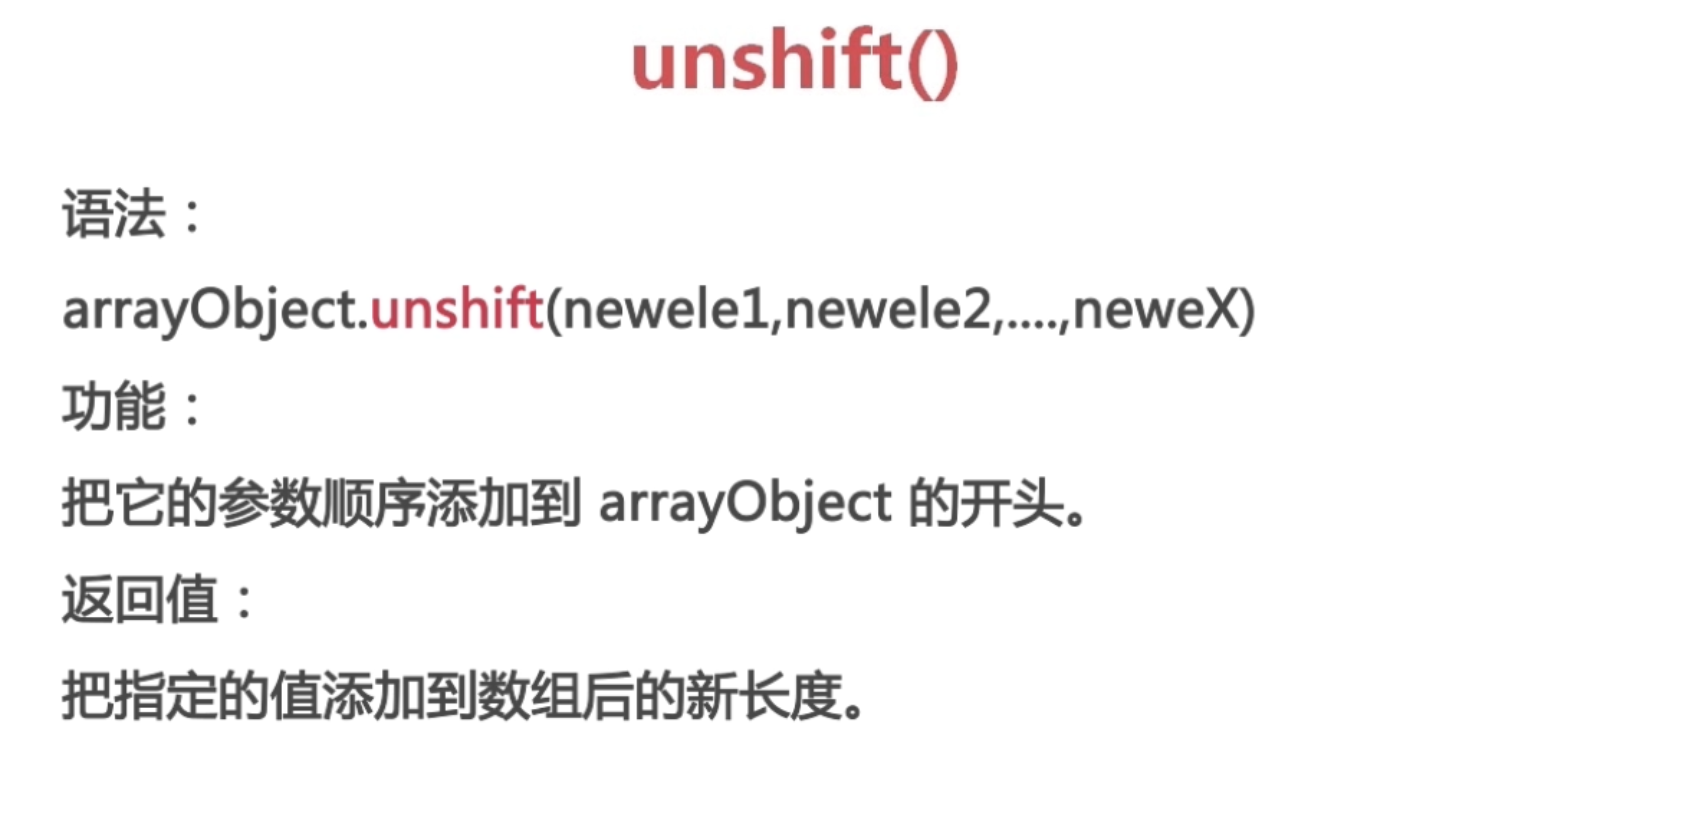 unshift()
语法：
arrayObject.unshift(newele1,newele2,....,neweX)
功能：
把它的参数顺序添加到 arrayObject 的开头。
返回值：
把指定的值添加到数组后的新长度。